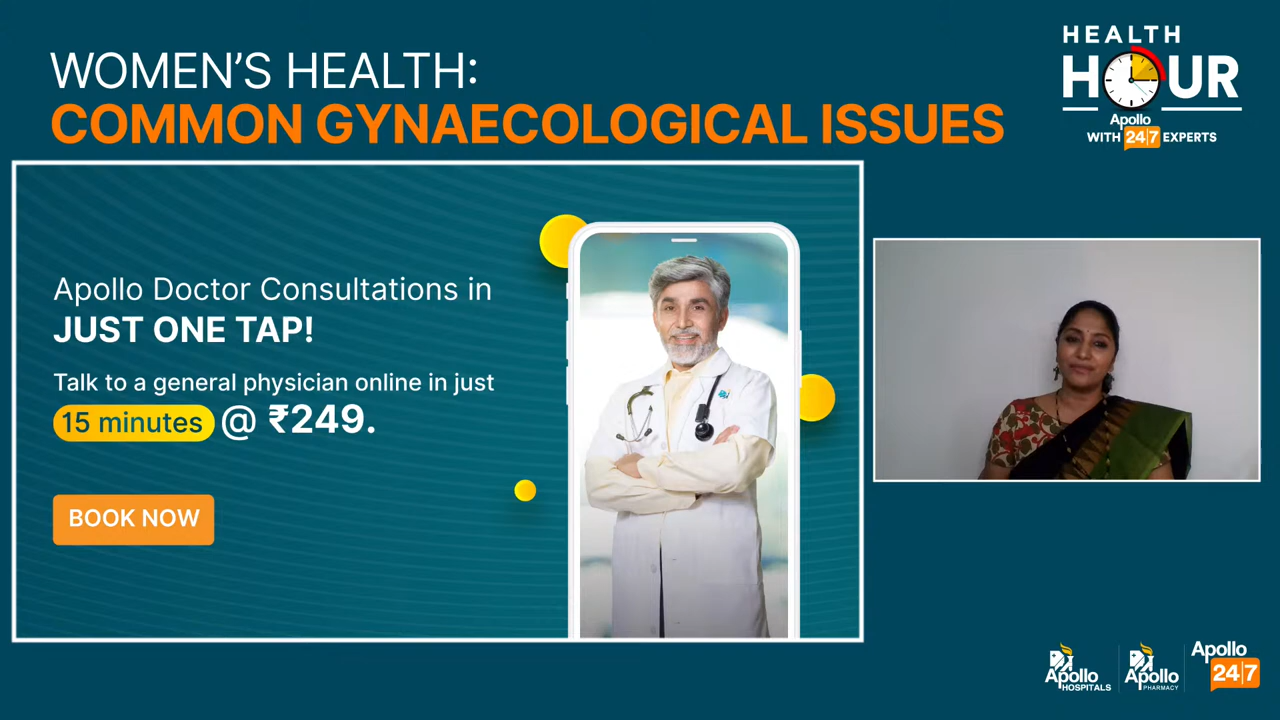 WOMEN'S HEALTH:
COMMON GYNAECOLOGICAL ISSUES
HEALTH
HOUR
Apollo
WITH 24|7 EXPERTS
Apollo Doctor Consultations in
JUST ONE TAP!
Talk to a general physician online in just
15 minutes @ ₹249.
BOOK NOW
Apollo
HOSPITALS
Apollo
PHARMACY
Apollo
24|7